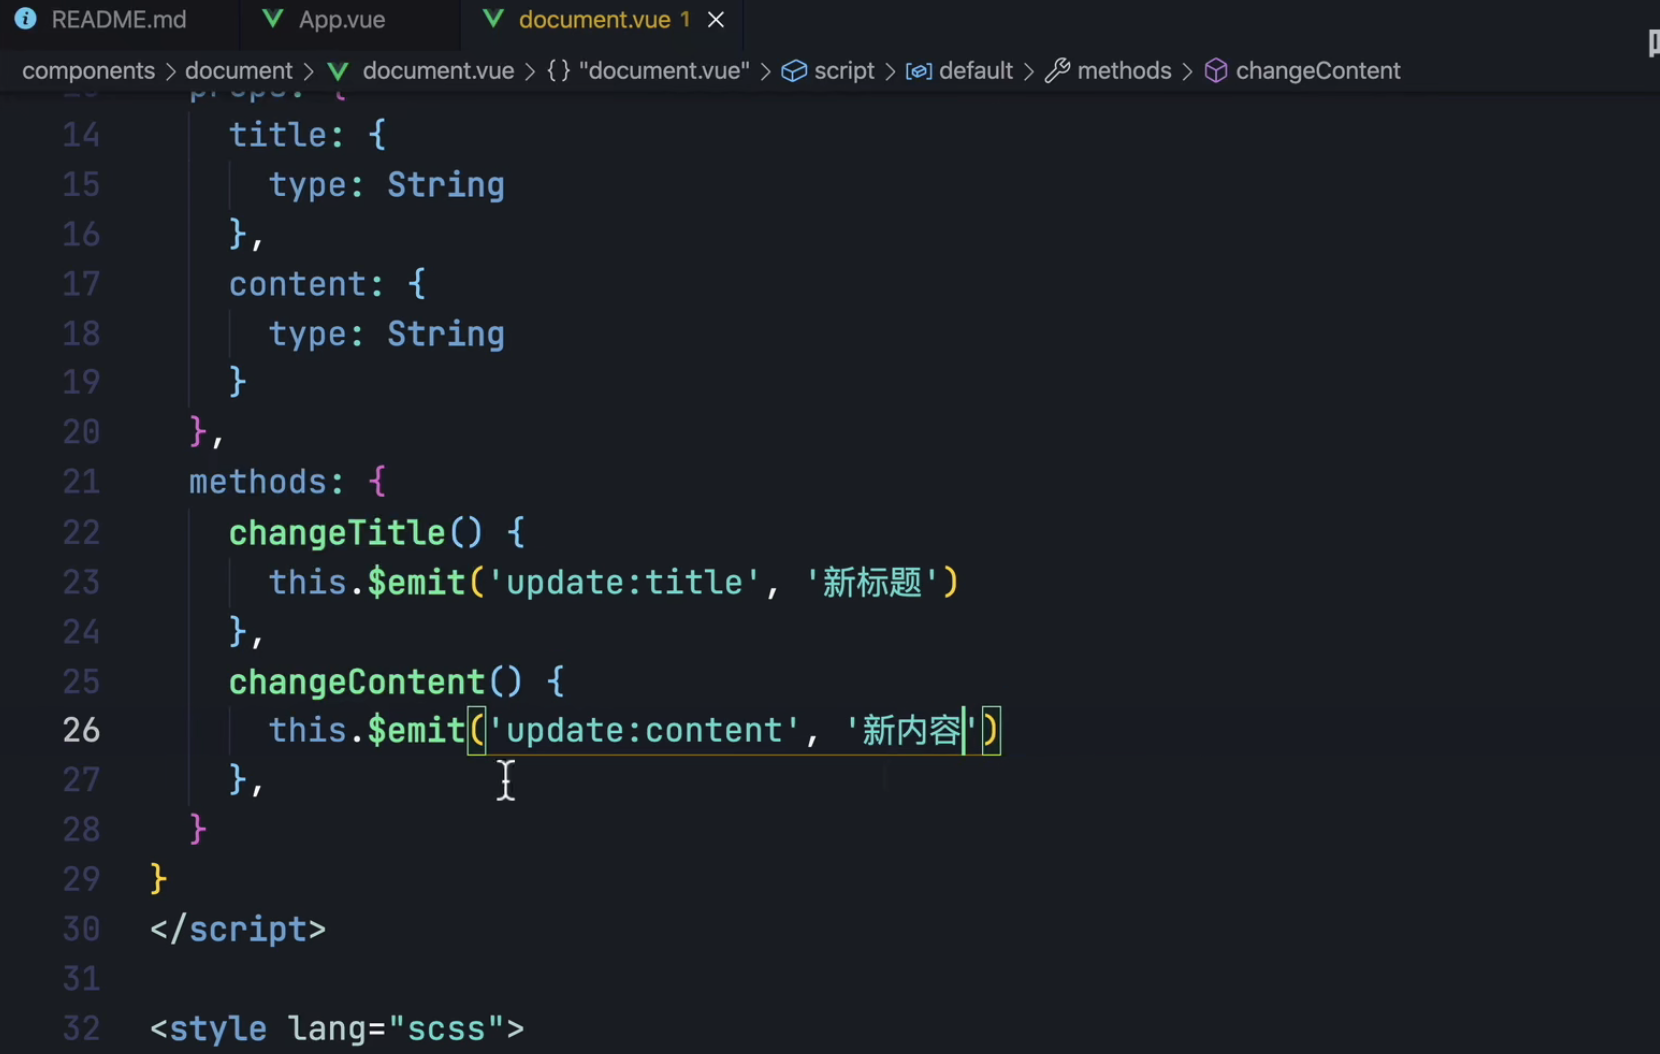 README.md
App.vue
document.vue 1
components > document > document.vue > {} "document.vue" > script > default > methods > changeContent
props: {
14 title: {
15 type: String
16 },
17 content: {
18 type: String
19 }
20 },
21 methods: {
22 changeTitle() {
23 this.$emit('update:title', '新标题')
24 },
25 changeContent() {
26 this.$emit('update:content', '新内容')
27 },
28 }
29 }
30 </script>
31
32 <style lang="scss">